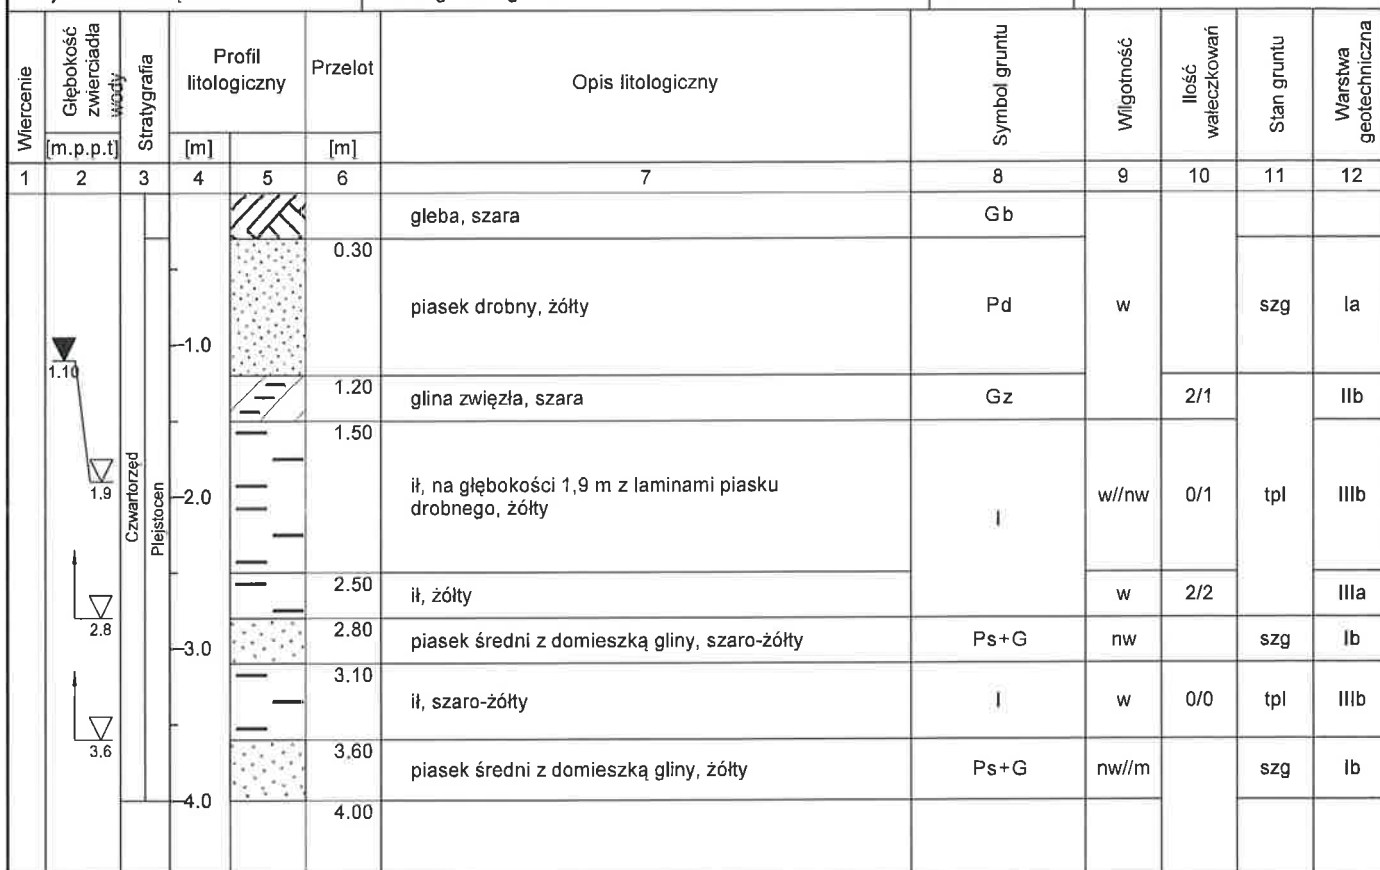 Wiercenie
Głębokość
zwierciadła
wody
[m.p.p.t]
Stratygrafia
Profil
litologiczny
[m]
Przelot
[m]
Opis litologiczny
Symbol gruntu
Wilgotność
Ilość
wałeczkowań
Stan gruntu
Warstwa
geotechniczna
1 2 3 4 5 6 7 8 9 10 11 12
gleba, szara Gb
0.30
piasek drobny, żółty Pd w szg Ia
1.0
1.10
1.20
glina zwięzła, szara Gz 2/1 IIb
1.50
Czwartorzęd
Plejstocen
1.9
2.0
ił, na głębokości 1,9 m z laminami piasku
drobnego, żółty
I w//nw 0/1 tpl IIIb
2.50
ił, żółty w 2/2 IIIa
2.8
2.80
piasek średni z domieszką gliny, szaro-żółty Ps+G nw szg Ib
3.0
3.10
ił, szaro-żółty I w 0/0 tpl IIIb
3.6
3.60
piasek średni z domieszką gliny, żółty Ps+G nw//m szg Ib
4.0
4.00